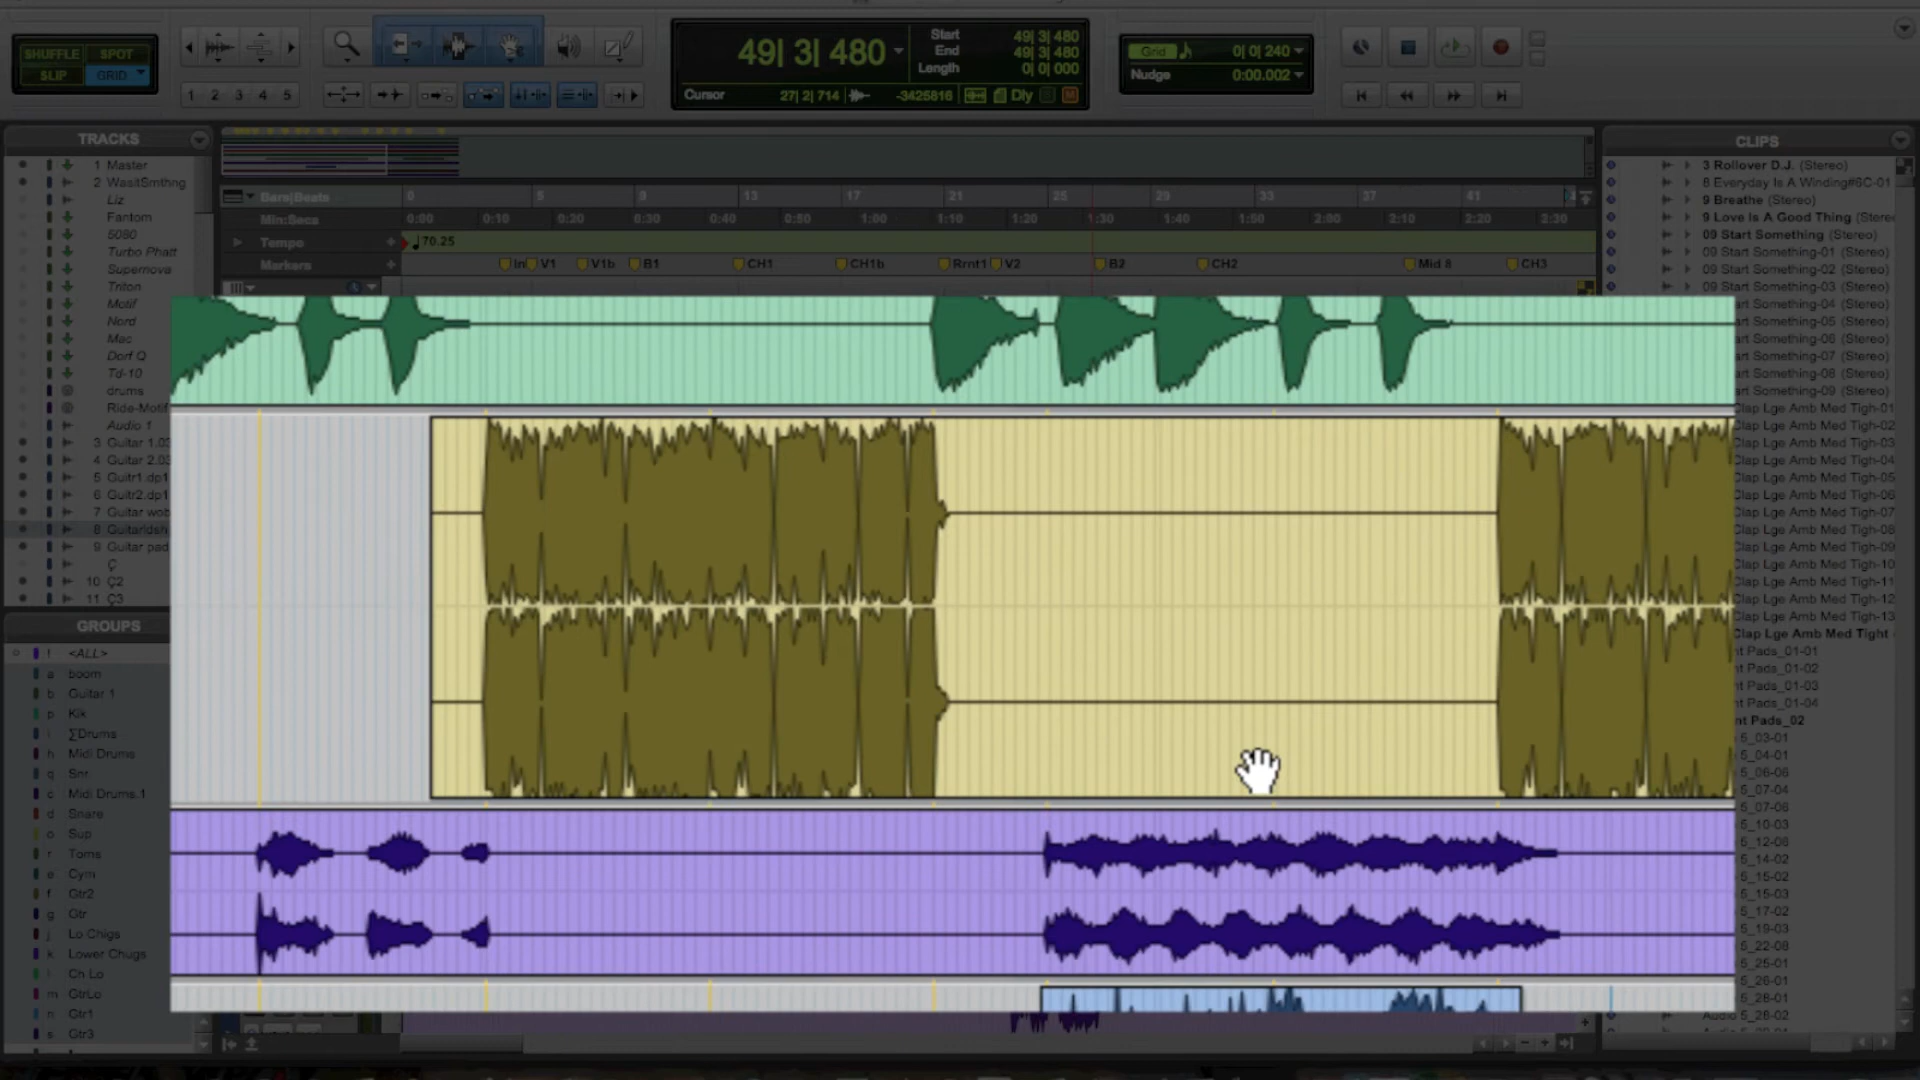 SHUFFLE SPOT
SLIP GRID
1 2 3 4 5
49| 3| 480
Start 49| 3| 480
End 49| 3| 480
Length 0| 0| 000
Cursor 27| 2| 714 -3425816 Dly M
Grid 0| 0| 240
Nudge 0:00.002
TRACKS
1 Master
2 WasitSmthng
Liz
Fantom
5080
Turbo Phatt
Supernova
Triton
Motif
Nord
Mac
Dorf Q
Td-10
drums
Ride-Motif
Audio 1
3 Guitar 1.03
4 Guitar 2.03
5 Guitr1.dp1
6 Guitr2.dp1
7 Guitar wob
8 Guitarldsh
9 Guitar pad
Ç
10 Ç2
11 Ç3
GROUPS
! <ALL>
a boom
b Guitar 1
p Kik
i ∑Drums
h Midi Drums
q Snr
c Midi Drums.1
d Snare
o Sup
r Toms
e Cym
f Gtr2
g Gtr
j Lo Chigs
k Lower Chugs
l Ch Lo
m GtrLo
n Gtr1
s Gtr3
Bars|Beats 0 5 9 13 17 21 25 29 33 37 41
Min:Secs 0:00 0:10 0:20 0:30 0:40 0:50 1:00 1:10 1:20 1:30 1:40 1:50 2:00 2:10 2:20 2:30
Tempo 70.25
Markers In V1 V1b B1 CH1 CH1b Rrnt1 V2 B2 CH2 Mid 8 CH3
CLIPS
3 Rollover D.J. (Stereo)
8 Everyday Is A Winding#6C-01
9 Breathe (Stereo)
9 Love Is A Good Thing (Stere
09 Start Something (Stereo)
09 Start Something-01 (Stereo)
09 Start Something-02 (Stereo)
09 Start Something-03 (Stereo)
art Something-04 (Stereo)
art Something-05 (Stereo)
art Something-06 (Stereo)
art Something-07 (Stereo)
art Something-08 (Stereo)
art Something-09 (Stereo)
Clap Lge Amb Med Tigh-01
Clap Lge Amb Med Tigh-02
Clap Lge Amb Med Tigh-03
Clap Lge Amb Med Tigh-04
Clap Lge Amb Med Tigh-05
Clap Lge Amb Med Tigh-06
Clap Lge Amb Med Tigh-07
Clap Lge Amb Med Tigh-08
Clap Lge Amb Med Tigh-09
Clap Lge Amb Med Tigh-10
Clap Lge Amb Med Tigh-11
Clap Lge Amb Med Tigh-12
Clap Lge Amb Med Tigh-13
Clap Lge Amb Med Tight
nt Pads_01-01
nt Pads_01-02
nt Pads_01-03
nt Pads_01-04
nt Pads_02
5_03-01
5_04-01
5_06-06
5_07-04
5_07-06
5_10-03
5_12-06
5_14-02
5_15-02
5_15-03
5_17-02
5_19-03
5_22-08
5_25-01
5_26-01
5_28-01
Audio 5_28-02